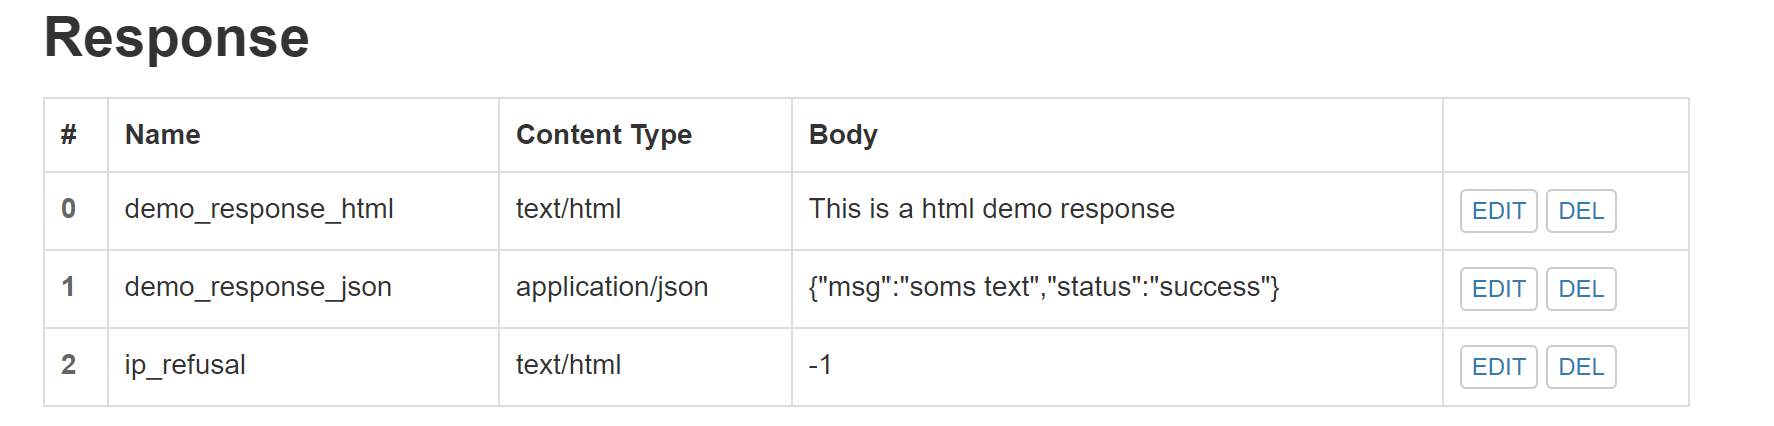 Response
# Name Content Type Body
0 demo_response_html text/html This is a html demo response EDIT DEL
1 demo_response_json application/json {"msg":"soms text","status":"success"} EDIT DEL
2 ip_refusal text/html -1 EDIT DEL